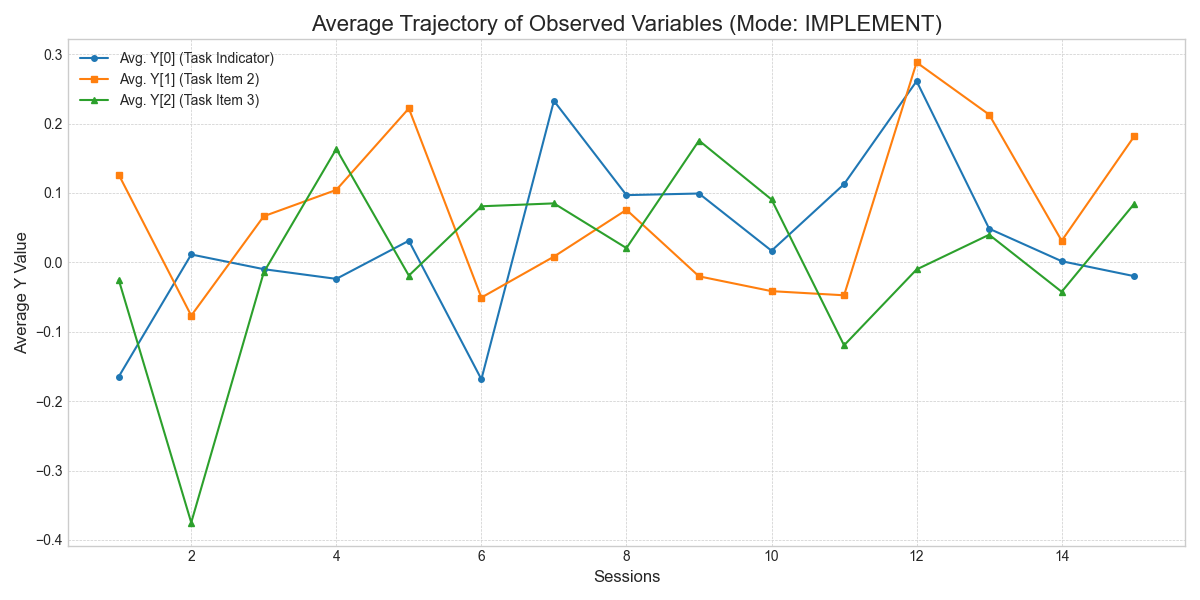 Average Trajectory of Observed Variables (Mode: IMPLEMENT)
Avg. Y[0] (Task Indicator)
Avg. Y[1] (Task Item 2)
Avg. Y[2] (Task Item 3)
Average Y Value
0.3
0.2
0.1
0.0
−0.1
−0.2
−0.3
−0.4
2 4 6 8 10 12 14
Sessions